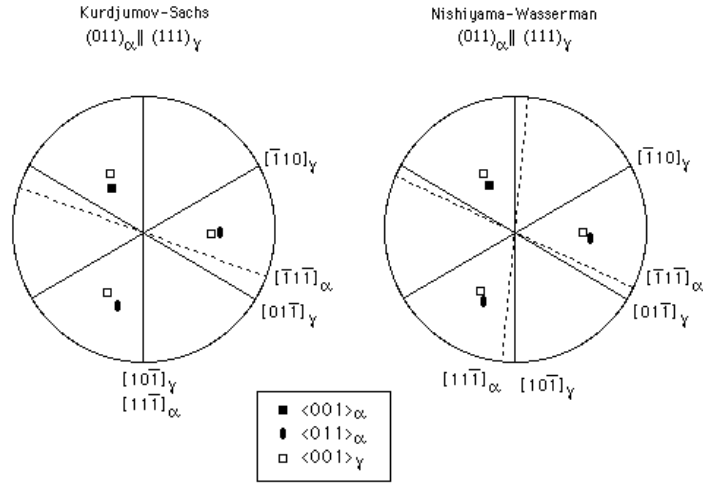 Kurdjumov-Sachs
(011)α || (111)γ
Nishiyama-Wasserman
(011)α || (111)γ
[1̄10]γ
[1̄11̄]α
[011̄]γ
[101̄]γ
[111̄]α
[1̄10]γ
[1̄11̄]α
[011̄]γ
[111̄]α [101̄]γ
<001>α
<011>α
<001>γ